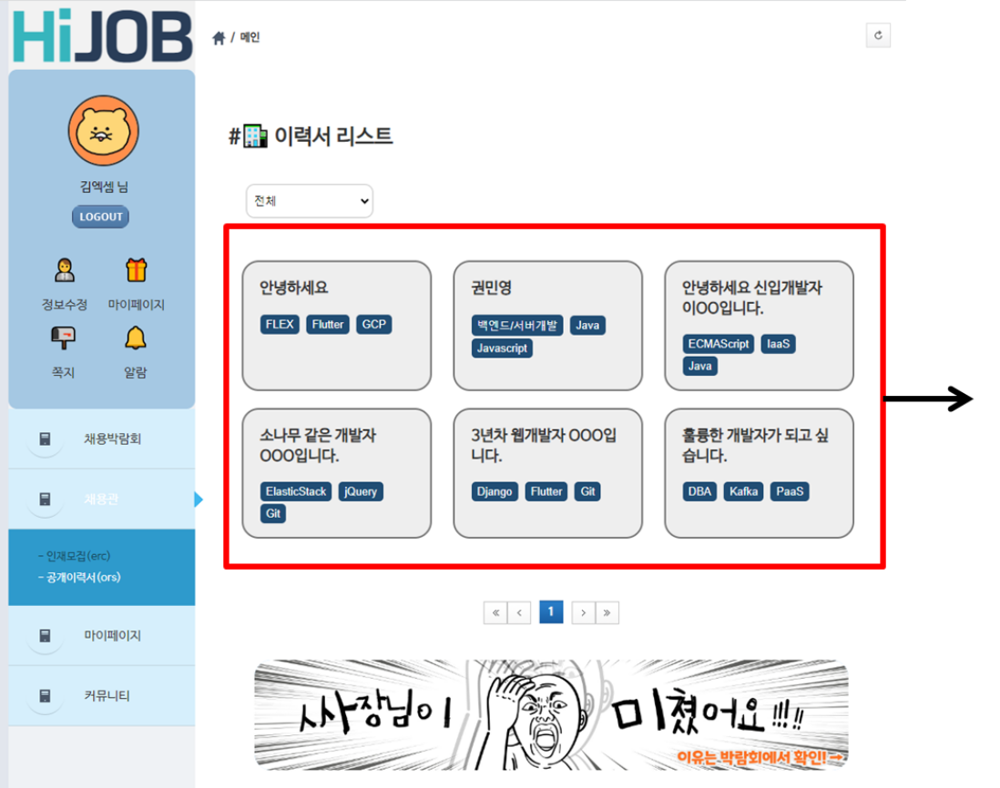 HiJOB
/ 메인
김엑셈 님
LOGOUT
정보수정 마이페이지
쪽지 알람
채용박람회
채용관
- 인재모집(erc)
- 공개이력서(ors)
마이페이지
커뮤니티
# 이력서 리스트
전체
안녕하세요
FLEX Flutter GCP
권민영
백엔드/서버개발 Java
Javascript
안녕하세요 신입개발자
이OO입니다.
ECMAScript IaaS
Java
소나무 같은 개발자
OOO입니다.
ElasticStack jQuery
Git
3년차 웹개발자 OOO입
니다.
Django Flutter Git
훌륭한 개발자가 되고 싶
습니다.
DBA Kafka PaaS
« ‹ 1 › »
싸장님이 미쳤어요!!!!!
이유는 박람회에서 확인! →